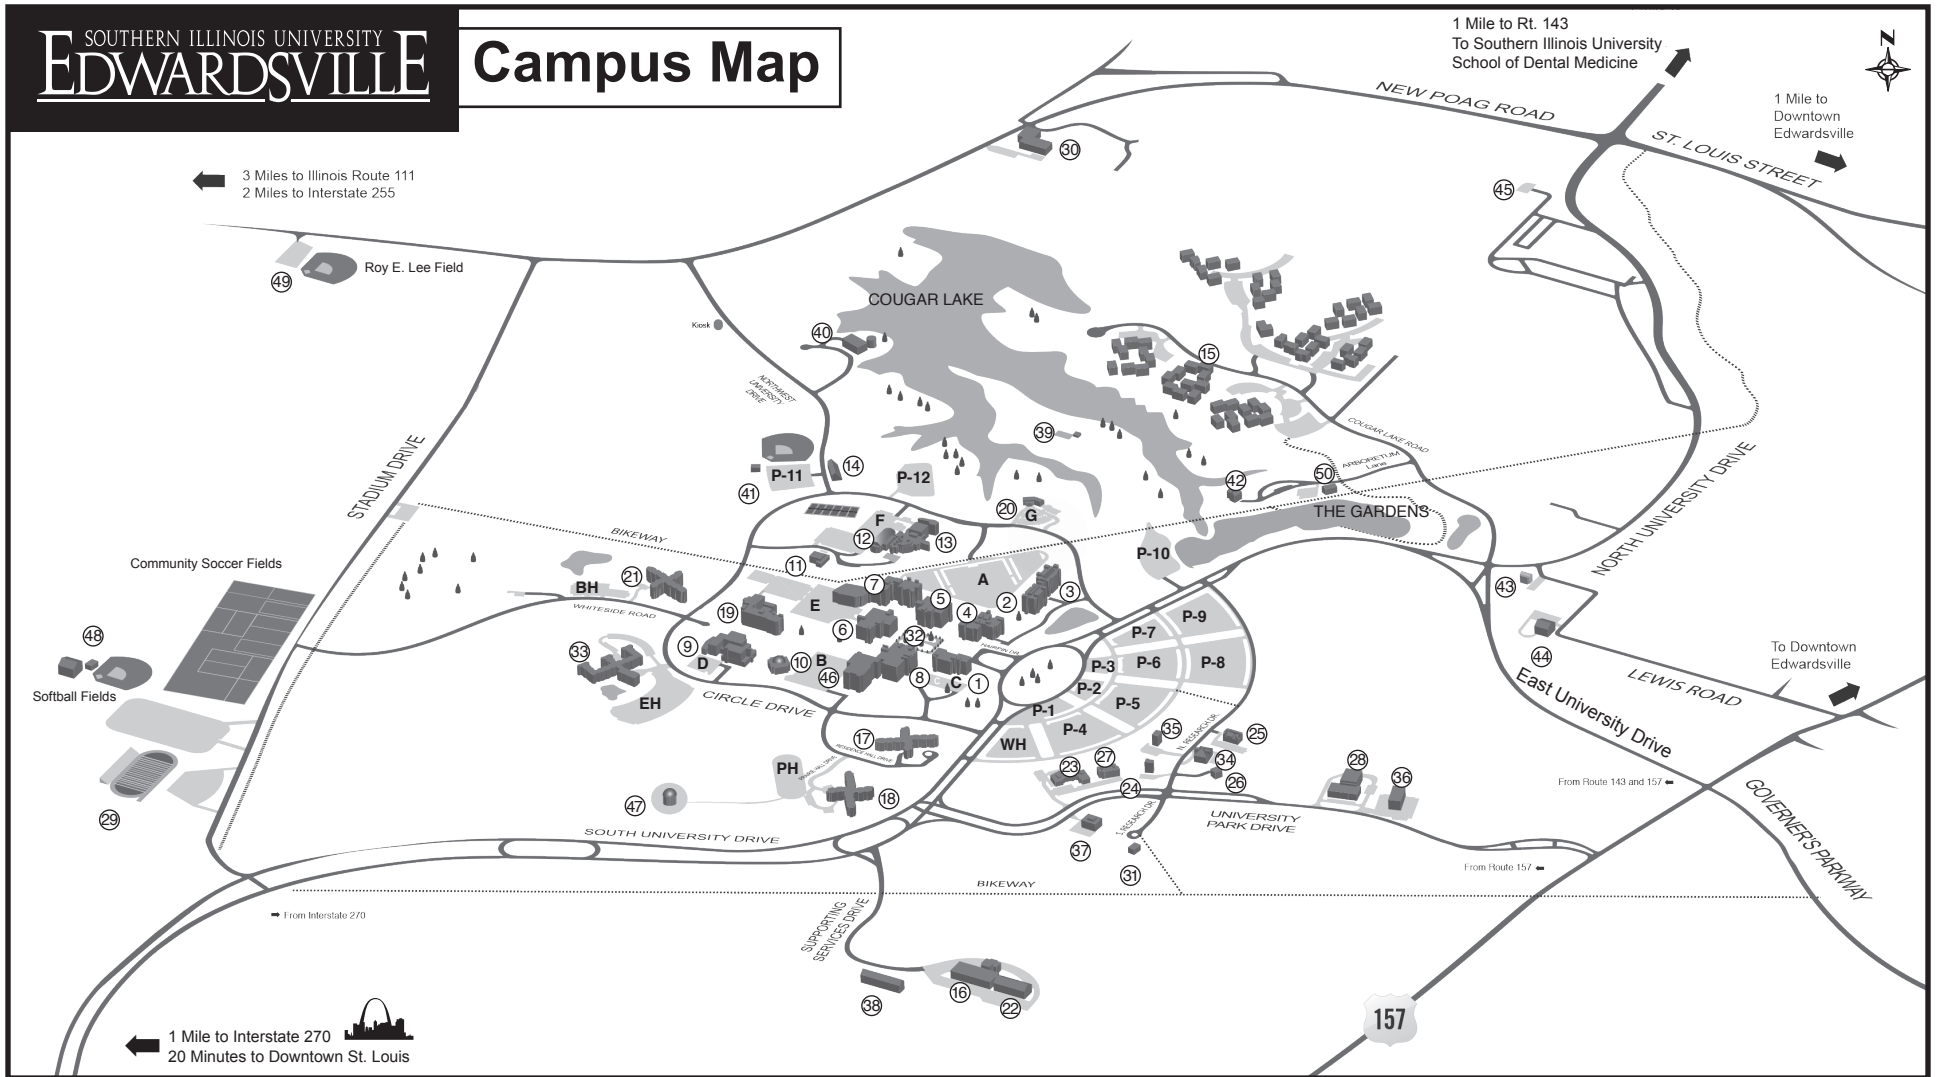 SOUTHERN ILLINOIS UNIVERSITY
EDWARDSVILLE
Campus Map
1 Mile to Rt. 143
To Southern Illinois University
School of Dental Medicine
N
NEW POAG ROAD
1 Mile to
Downtown
Edwardsville
ST. LOUIS STREET
30
3 Miles to Illinois Route 111
2 Miles to Interstate 255
45
Roy E. Lee Field
49
COUGAR LAKE
Kiosk
40
15
NORTHWEST
UNIVERSITY
DRIVE
39
COUGAR LAKE ROAD
ARBORETUM
Lane
STADIUM DRIVE
P-11
14
P-12
41
42
50
NORTH UNIVERSITY DRIVE
20
G
THE GARDENS
F
12
13
BIKEWAY
P-10
11
Community Soccer Fields
BH
21
7
A
3
43
WHITESIDE ROAD
19
E
5
2
4
P-9
48
6
32
P-7
HAIRPIN DR.
To Downtown
Edwardsville
33
9
D
10
B
46
P-3
P-6
P-8
44
8
C
1
P-2
LEWIS ROAD
Softball Fields
EH
CIRCLE DRIVE
P-1
P-5
East University Drive
P-4
N. RESEARCH DR.
17
WH
35
25
RESIDENCE HALL DRIVE
PH
PRAIRIE HALL DRIVE
34
23
27
28
36
From Route 143 and 157
47
18
24
26
GOVERNER'S PARKWAY
29
S. RESEARCH DR.
UNIVERSITY
PARK DRIVE
SOUTH UNIVERSITY DRIVE
37
31
From Route 157
BIKEWAY
From Interstate 270
SUPPORTING
SERVICES DRIVE
38
16
22
157
1 Mile to Interstate 270
20 Minutes to Downtown St. Louis